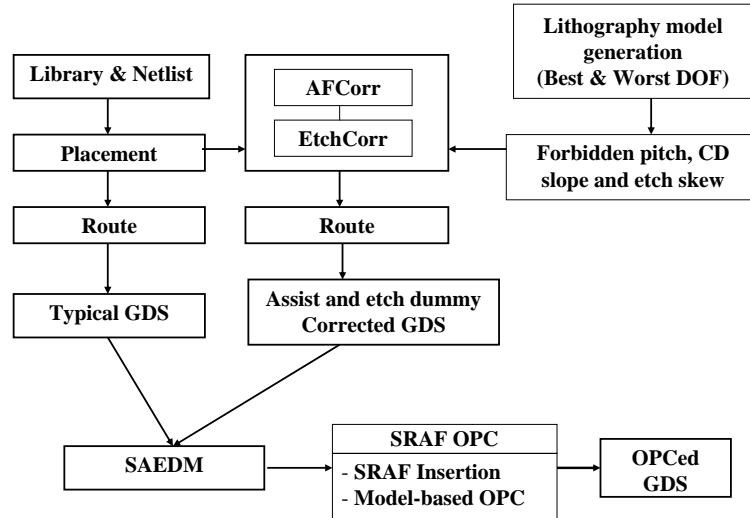 Library & Netlist
Placement
Route
Typical GDS
AFCorr
EtchCorr
Route
Assist and etch dummy
Corrected GDS
Lithography model
generation
(Best & Worst DOF)
Forbidden pitch, CD
slope and etch skew
SAEDM
SRAF OPC
- SRAF Insertion
- Model-based OPC
OPCed
GDS